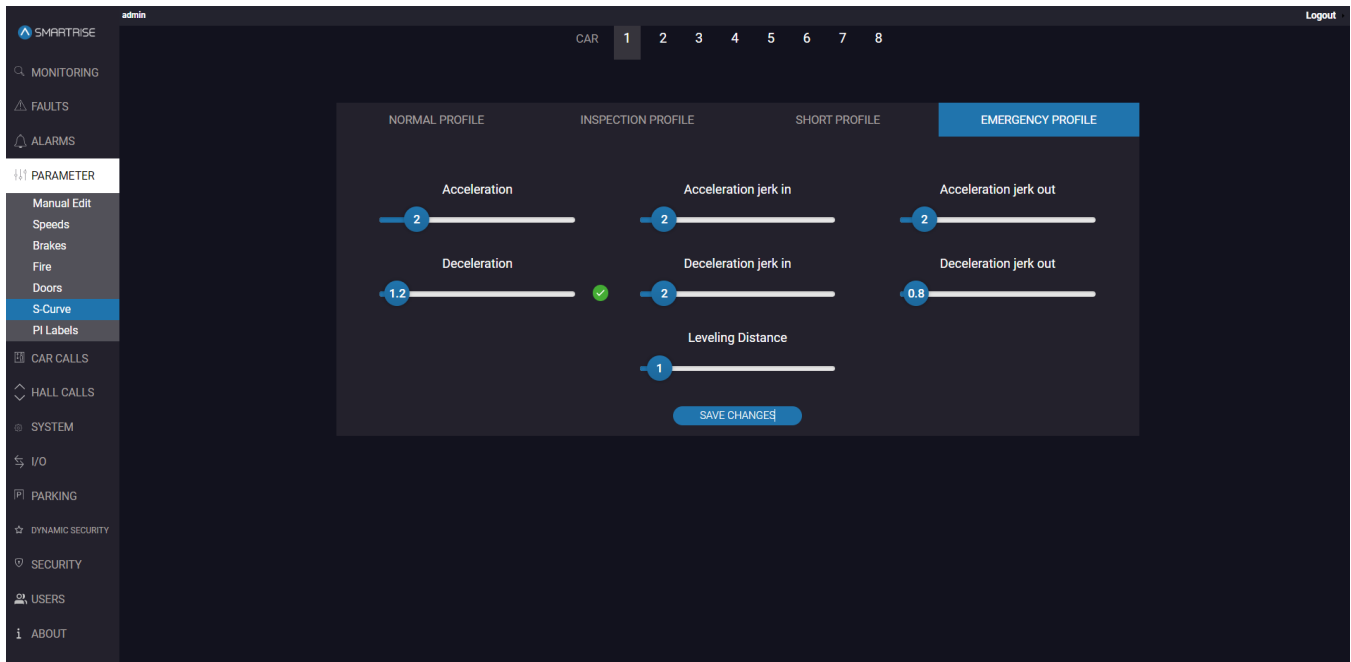 admin
Logout
SMARTRISE
CAR 1 2 3 4 5 6 7 8
MONITORING
FAULTS
ALARMS
PARAMETER
Manual Edit
Speeds
Brakes
Fire
Doors
S-Curve
PI Labels
CAR CALLS
HALL CALLS
SYSTEM
I/O
PARKING
DYNAMIC SECURITY
SECURITY
USERS
ABOUT
NORMAL PROFILE INSPECTION PROFILE SHORT PROFILE EMERGENCY PROFILE
Acceleration Acceleration jerk in Acceleration jerk out
2 2 2
Deceleration Deceleration jerk in Deceleration jerk out
1.2 2 0.8
Leveling Distance
1
SAVE CHANGES